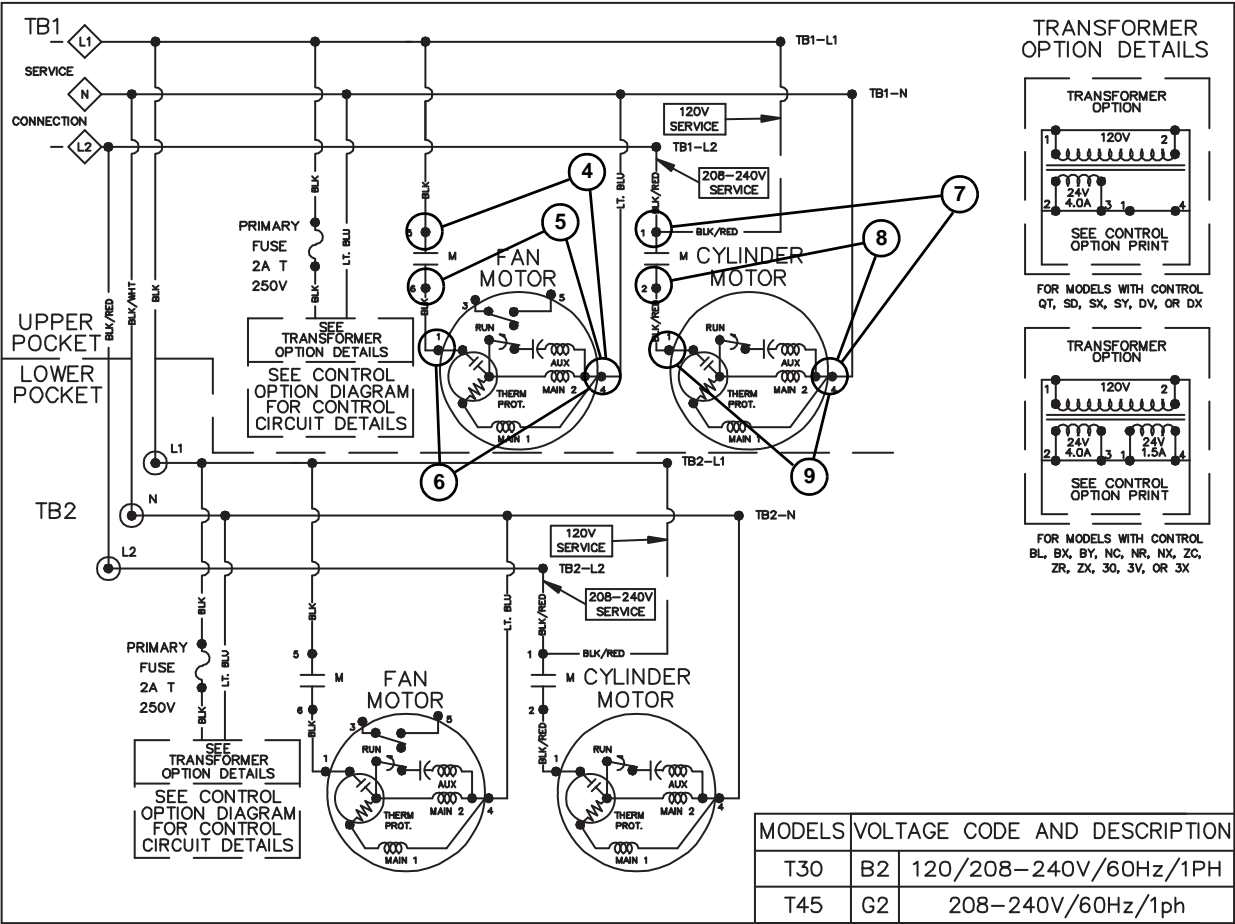 TB1
L1
TB1-L1
SERVICE
N
TB1-N
CONNECTION
L2
TB1-L2
120V
SERVICE
208-240V
SERVICE
BLK
BLK
LT. BLU
BLK/RED
4
5
7
8
PRIMARY
FUSE
2A T
250V
BLK
LT. BLU
5
M
6
BLK
1
BLK/RED
M
2
BLK/RED
FAN
MOTOR
CYLINDER
MOTOR
BLK/RED
BLK/WHT
BLK
UPPER
POCKET
LOWER
POCKET
SEE
TRANSFORMER
OPTION DETAILS
SEE CONTROL
OPTION DIAGRAM
FOR CONTROL
CIRCUIT DETAILS
3
5
RUN
1
AUX
MAIN 2
4
THERM
PROT.
MAIN 1
RUN
1
AUX
MAIN 2
4
THERM
PROT.
MAIN 1
6
9
L1
TB2-L1
TB2
N
TB2-N
L2
TB2-L2
120V
SERVICE
208-240V
SERVICE
BLK
BLK
LT. BLU
BLK/RED
PRIMARY
FUSE
2A T
250V
BLK
LT. BLU
5
M
6
BLK
1
BLK/RED
M
2
BLK/RED
FAN
MOTOR
CYLINDER
MOTOR
SEE
TRANSFORMER
OPTION DETAILS
SEE CONTROL
OPTION DIAGRAM
FOR CONTROL
CIRCUIT DETAILS
3
5
RUN
1
AUX
MAIN 2
4
THERM
PROT.
MAIN 1
RUN
1
AUX
MAIN 2
4
THERM
PROT.
MAIN 1
TRANSFORMER
OPTION DETAILS
TRANSFORMER
OPTION
1 120V 2
24V
4.0A
2 3 1 4
SEE CONTROL
OPTION PRINT
FOR MODELS WITH CONTROL
QT, SD, SX, SY, DV, OR DX
TRANSFORMER
OPTION
1 120V 2
24V 24V
2 4.0A 3 1 1.5A 4
SEE CONTROL
OPTION PRINT
FOR MODELS WITH CONTROL
BL, BX, BY, NC, NR, NX, ZC,
ZR, ZX, 30, 3V, OR 3X
MODELS VOLTAGE CODE AND DESCRIPTION
T30 B2 120/208-240V/60Hz/1PH
T45 G2 208-240V/60Hz/1ph